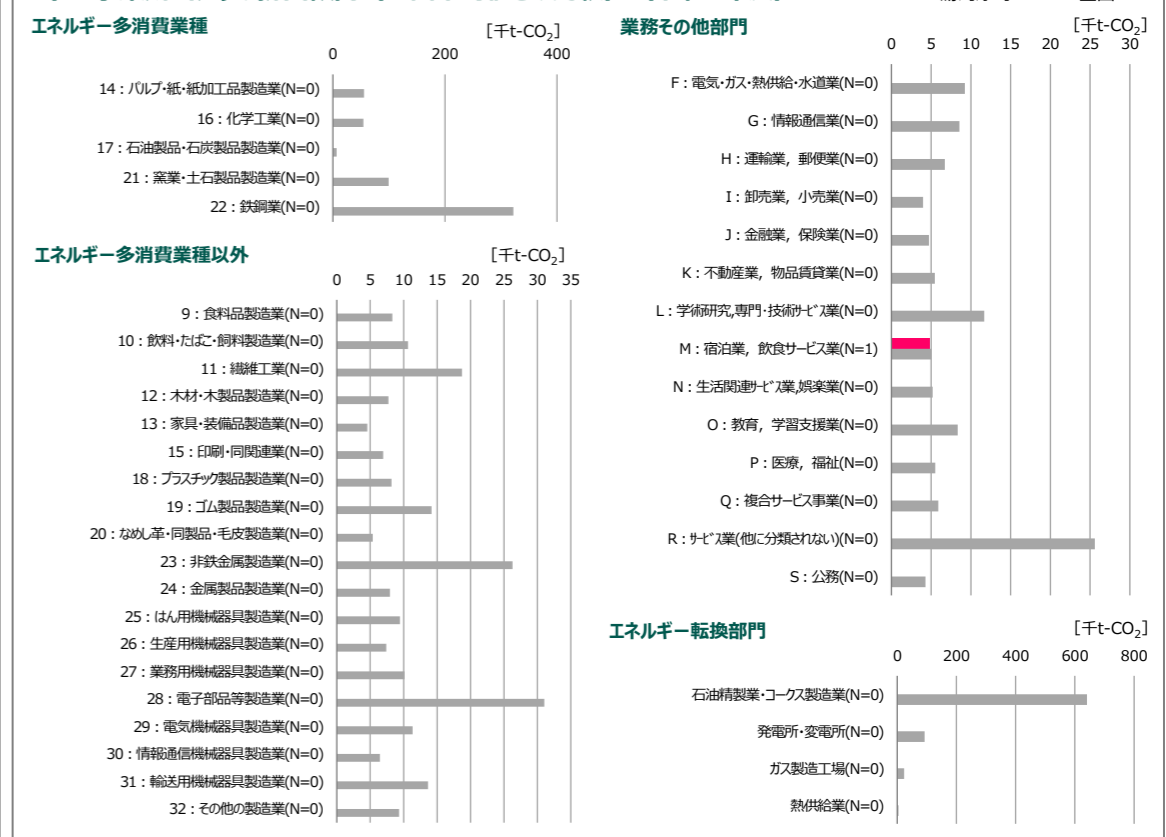 エネルギー多消費業種
[千t-CO₂]
0 200 400
14：パルプ・紙・紙加工品製造業(N=0)
16：化学工業(N=0)
17：石油製品・石炭製品製造業(N=0)
21：窯業・土石製品製造業(N=0)
22：鉄鋼業(N=0)
エネルギー多消費業種以外
[千t-CO₂]
0 5 10 15 20 25 30 35
9：食料品製造業(N=0)
10：飲料・たばこ・飼料製造業(N=0)
11：繊維工業(N=0)
12：木材・木製品製造業(N=0)
13：家具・装備品製造業(N=0)
15：印刷・同関連業(N=0)
18：プラスチック製品製造業(N=0)
19：ゴム製品製造業(N=0)
20：なめし革・同製品・毛皮製造業(N=0)
23：非鉄金属製造業(N=0)
24：金属製品製造業(N=0)
25：はん用機械器具製造業(N=0)
26：生産用機械器具製造業(N=0)
27：業務用機械器具製造業(N=0)
28：電子部品等製造業(N=0)
29：電気機械器具製造業(N=0)
30：情報通信機械器具製造業(N=0)
31：輸送用機械器具製造業(N=0)
32：その他の製造業(N=0)
業務その他部門
[千t-CO₂]
0 5 10 15 20 25 30
F：電気・ガス・熱供給・水道業(N=0)
G：情報通信業(N=0)
H：運輸業，郵便業(N=0)
I：卸売業，小売業(N=0)
J：金融業，保険業(N=0)
K：不動産業，物品賃貸業(N=0)
L：学術研究,専門・技術ｻｰﾋﾞｽ業(N=0)
M：宿泊業，飲食サービス業(N=1)
N：生活関連ｻｰﾋﾞｽ業,娯楽業(N=0)
O：教育，学習支援業(N=0)
P：医療，福祉(N=0)
Q：複合サービス事業(N=0)
R：ｻｰﾋﾞｽ業(他に分類されない)(N=0)
S：公務(N=0)
エネルギー転換部門
[千t-CO₂]
0 200 400 600 800
石油精製業・コークス製造業(N=0)
発電所・変電所(N=0)
ガス製造工場(N=0)
熱供給業(N=0)